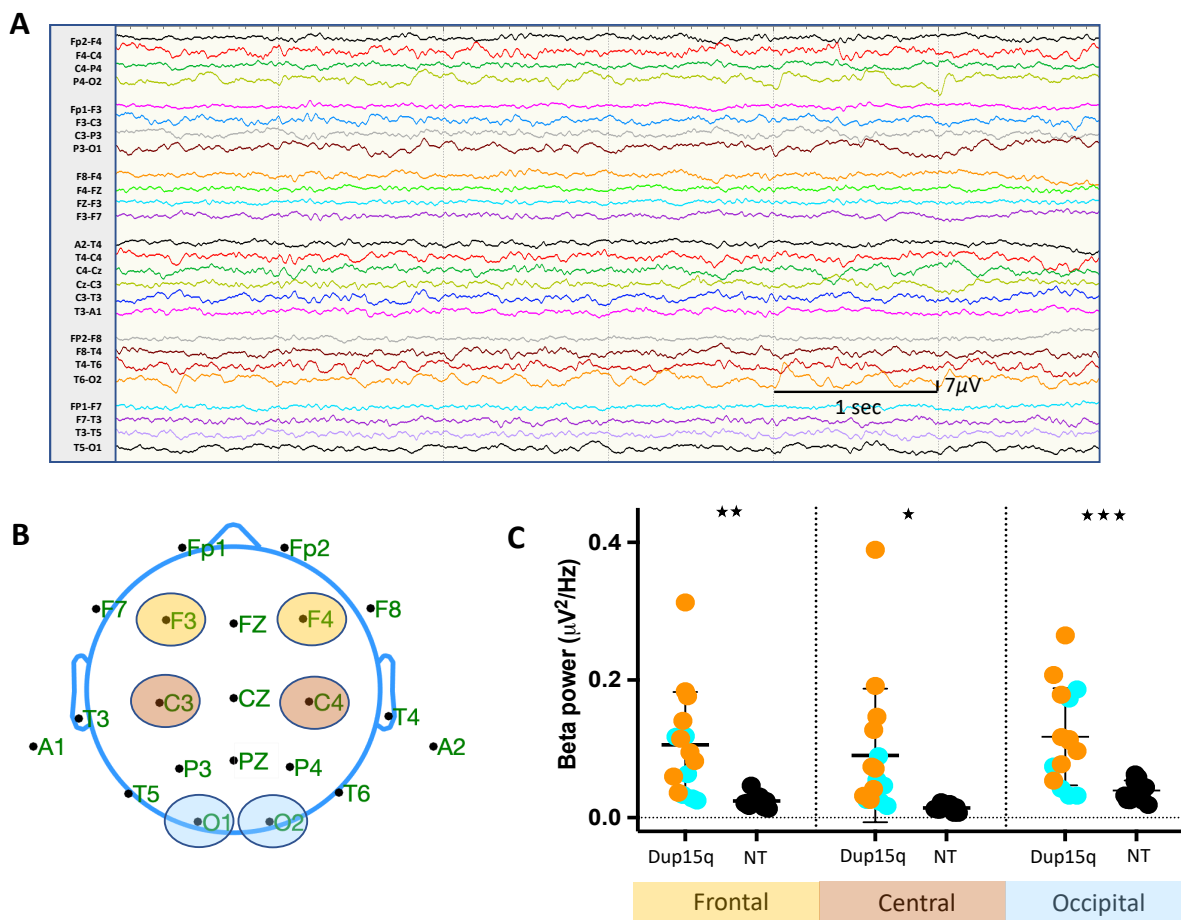 A
Fp2-F4
F4-C4
C4-P4
P4-O2
Fp1-F3
F3-C3
C3-P3
P3-O1
F8-F4
F4-FZ
FZ-F3
F3-F7
A2-T4
T4-C4
C4-Cz
Cz-C3
C3-T3
T3-A1
FP2-F8
F8-T4
T4-T6
T6-O2
FP1-F7
F7-T3
T3-T5
T5-O1
7μV
1 sec
B
Fp1 Fp2
F7 F3 FZ F4 F8
T3 C3 CZ C4 T4
A1 A2
P3 PZ P4
T5 T6
O1 O2
C
★★ ★ ★★★
Beta power (μV²/Hz)
0.4
0.2
0.0
Dup15q NT Dup15q NT Dup15q NT
Frontal Central Occipital